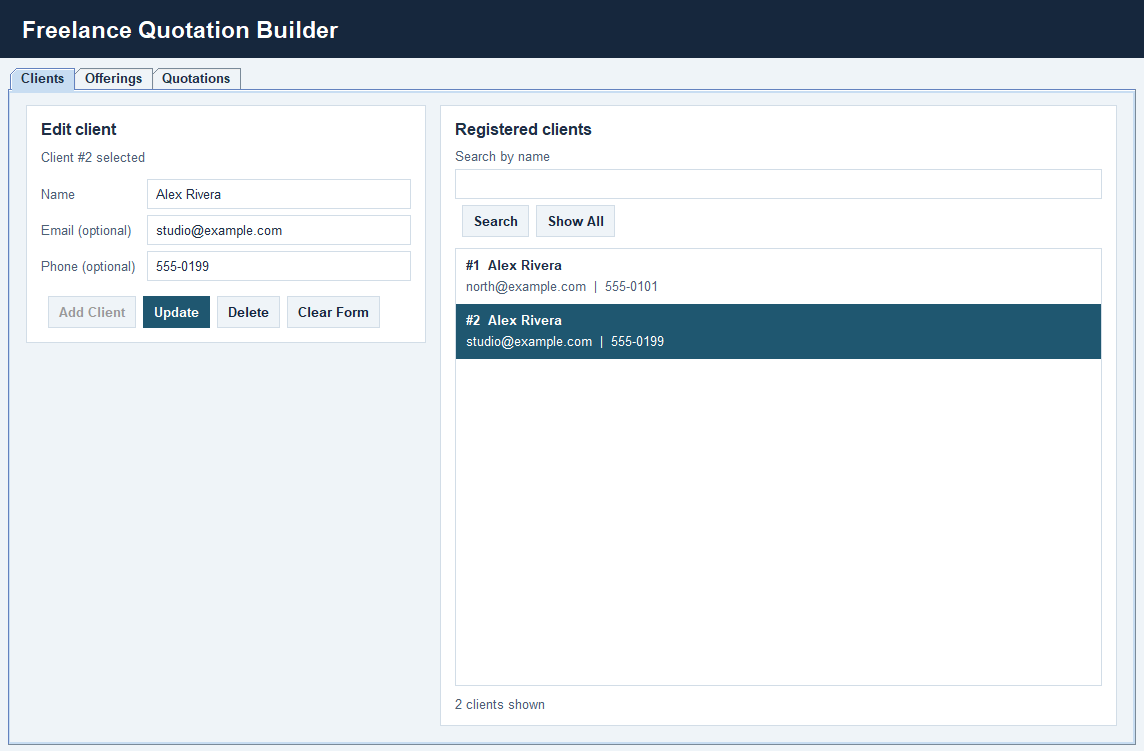 Freelance Quotation Builder
Clients Offerings Quotations
Edit client
Client #2 selected
Name Alex Rivera
Email (optional) studio@example.com
Phone (optional) 555-0199
Add Client Update Delete Clear Form
Registered clients
Search by name
Search Show All
#1 Alex Rivera
north@example.com | 555-0101
#2 Alex Rivera
studio@example.com | 555-0199
2 clients shown